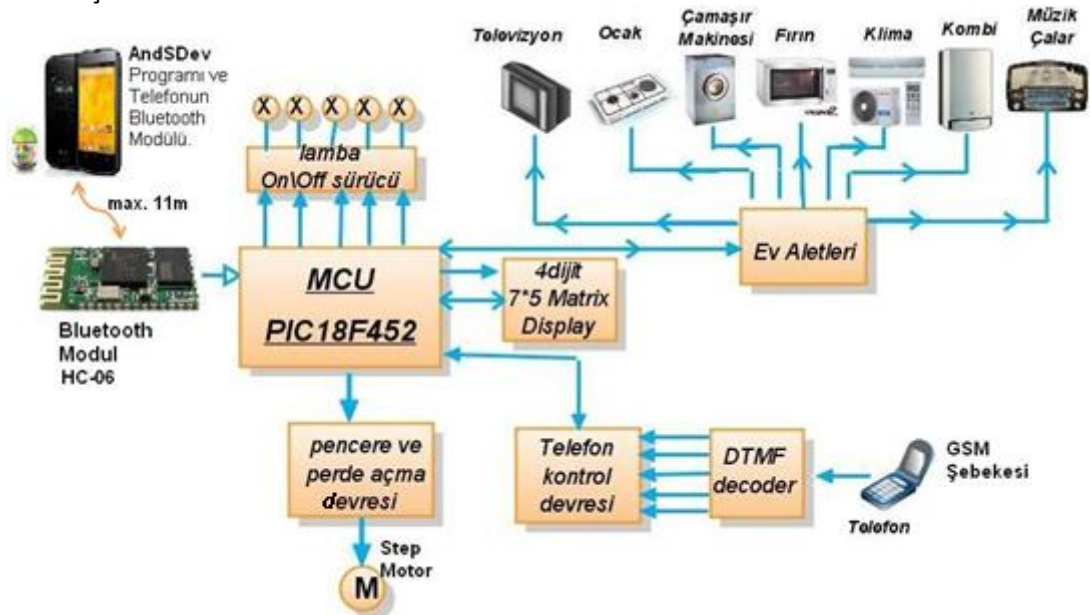 AndSDev
Programı ve
Telefonun
Bluetooth
Modülü.
max. 11m
Bluetooth
Modul
HC-06
X X X X X
lamba
On\Off sürücü
MCU
PIC18F452
4dijit
7*5 Matrix
Display
Televizyon
Ocak
Çamaşır
Makinesi
Fırın
Klima
Kombi
Müzik
Çalar
Ev Aletleri
pencere ve
perde açma
devresi
Step
Motor
M
Telefon
kontrol
devresi
DTMF
decoder
GSM
Şebekesi
Telefon